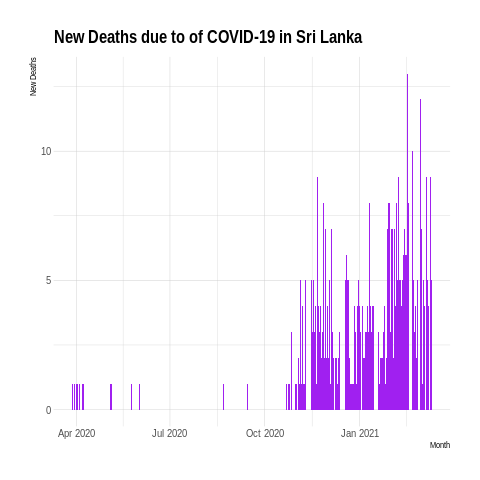 New Deaths due to of COVID-19 in Sri Lanka
New Deaths
10
5
0
Apr 2020 Jul 2020 Oct 2020 Jan 2021
Month